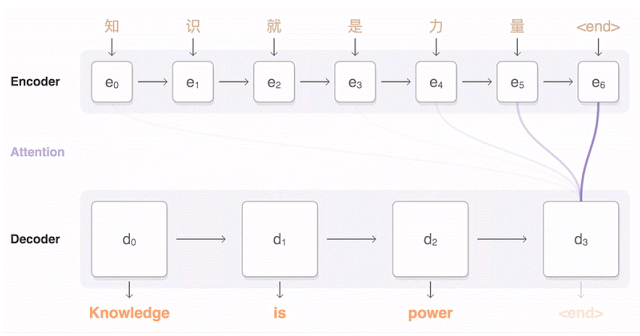 知 识 就 是 力 量 <end>
Encoder e₀ e₁ e₂ e₃ e₄ e₅ e₆
Attention
Decoder d₀ d₁ d₂ d₃
Knowledge is power <end>